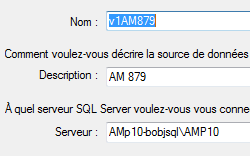 Nom : v1AM879
Comment voulez-vous décrire la source de données
Description : AM 879
À quel serveur SQL Server voulez-vous vous conne
Serveur : AMp10-bobjsql\AMP10